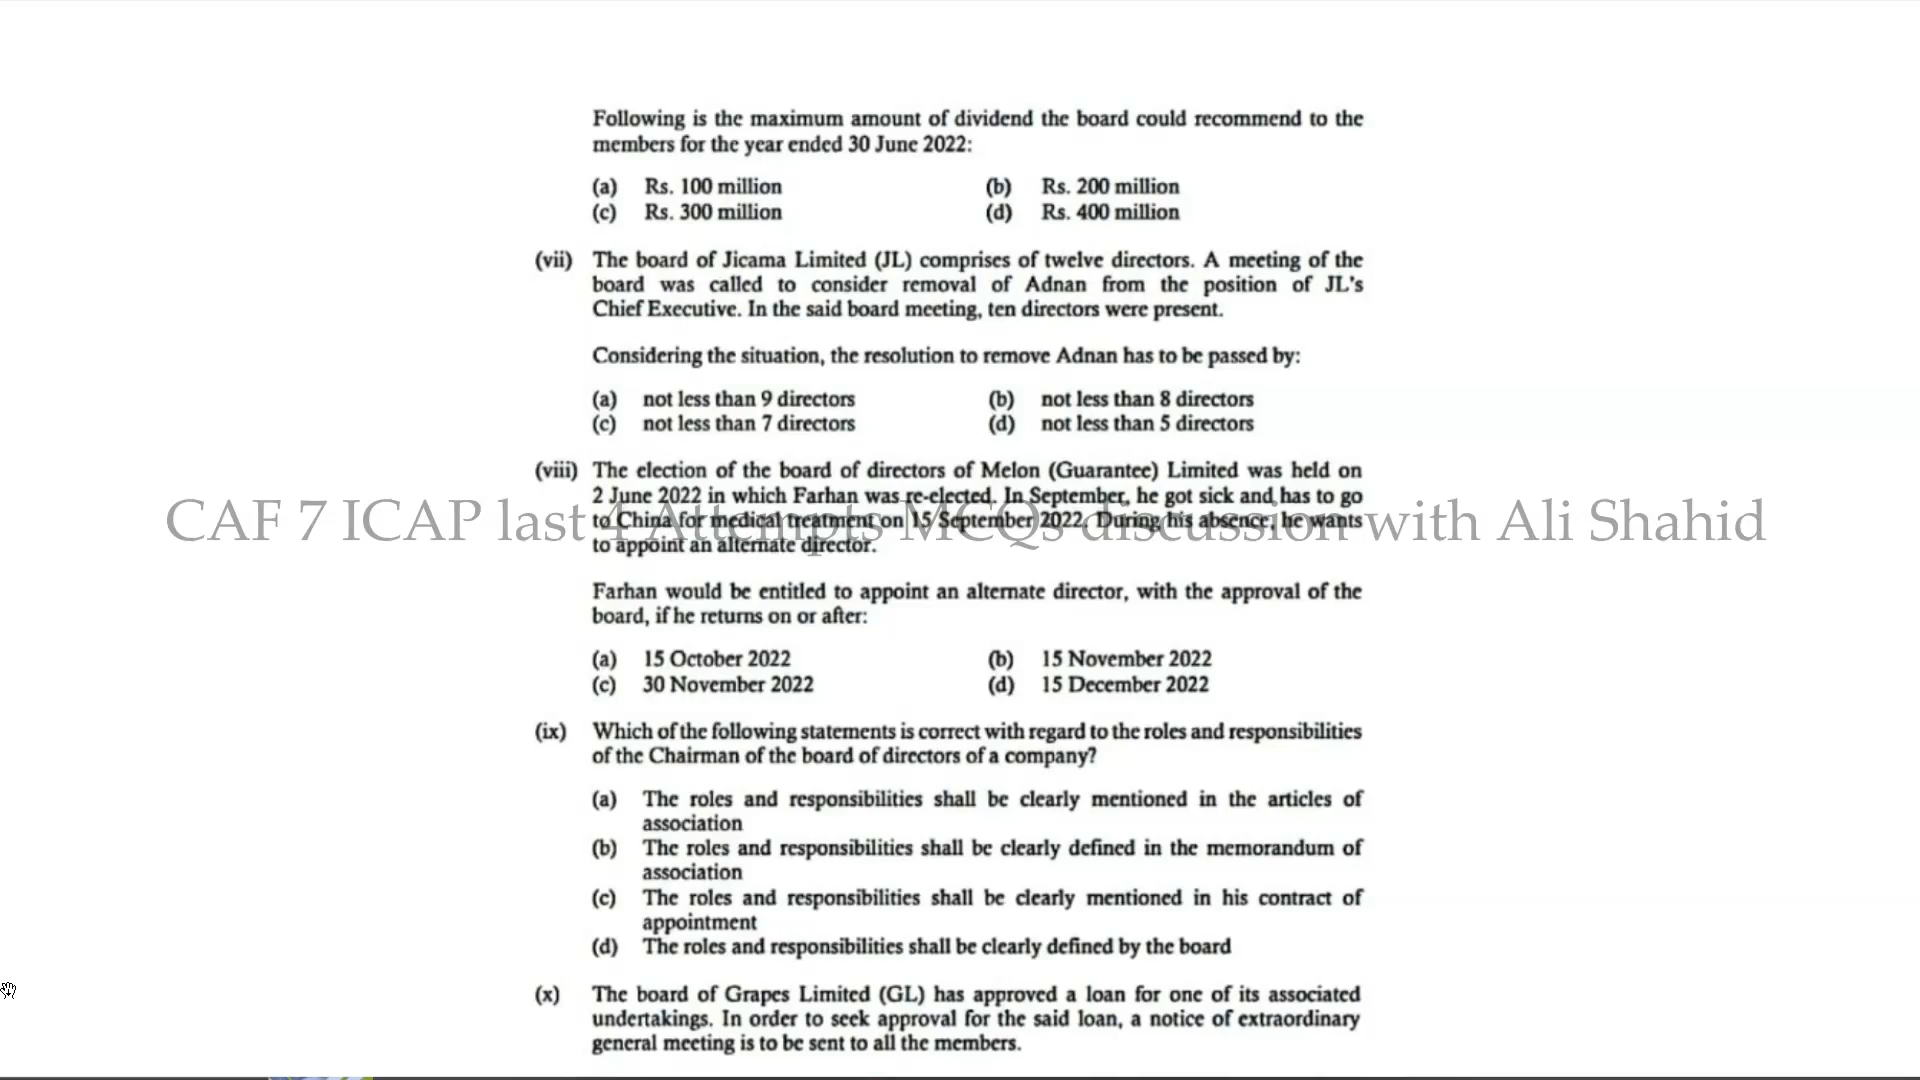 Following is the maximum amount of dividend the board could recommend to the
members for the year ended 30 June 2022:
(a) Rs. 100 million (b) Rs. 200 million
(c) Rs. 300 million (d) Rs. 400 million
(vii) The board of Jicama Limited (JL) comprises of twelve directors. A meeting of the
board was called to consider removal of Adnan from the position of JL's
Chief Executive. In the said board meeting, ten directors were present.
Considering the situation, the resolution to remove Adnan has to be passed by:
(a) not less than 9 directors (b) not less than 8 directors
(c) not less than 7 directors (d) not less than 5 directors
(viii) The election of the board of directors of Melon (Guarantee) Limited was held on
2 June 2022 in which Farhan was re-elected. In September, he got sick and has to go
to China for medical treatment on 15 September 2022. During his absence, he wants
to appoint an alternate director.
CAF 7 ICAP last 4 Attempts MCQs discussion with Ali Shahid
Farhan would be entitled to appoint an alternate director, with the approval of the
board, if he returns on or after:
(a) 15 October 2022 (b) 15 November 2022
(c) 30 November 2022 (d) 15 December 2022
(ix) Which of the following statements is correct with regard to the roles and responsibilities
of the Chairman of the board of directors of a company?
(a) The roles and responsibilities shall be clearly mentioned in the articles of
association
(b) The roles and responsibilities shall be clearly defined in the memorandum of
association
(c) The roles and responsibilities shall be clearly mentioned in his contract of
appointment
(d) The roles and responsibilities shall be clearly defined by the board
(x) The board of Grapes Limited (GL) has approved a loan for one of its associated
undertakings. In order to seek approval for the said loan, a notice of extraordinary
general meeting is to be sent to all the members.